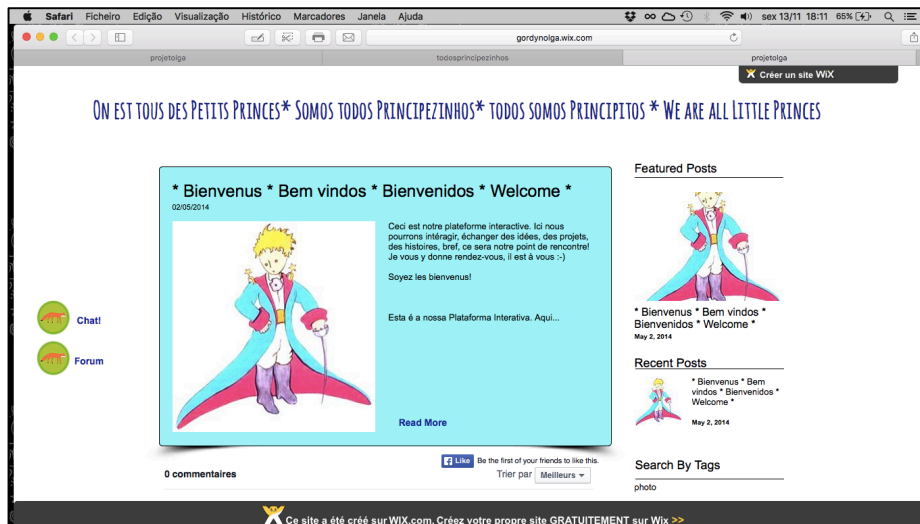 Safari Ficheiro Edição Visualização Histórico Marcadores Janela Ajuda sex 13/11 18:11 65%
gordynolga.wix.com
projetolga todosprincipezinhos projetolga
Créer un site WiX
On est tous des Petits Princes* Somos todos Principezinhos* todos somos Principitos * We are all Little Princes
* Bienvenus * Bem vindos * Bienvenidos * Welcome *
02/05/2014
Ceci est notre plateforme interactive. Ici nous
pourrons intéragir, échanger des idées, des projets,
des histoires, bref, ce sera notre point de rencontre!
Je vous y donne rendez-vous, il est à vous :-)
Soyez les bienvenus!
Esta é a nossa Plataforma Interativa. Aqui...
Read More
Chat!
Forum
Featured Posts
* Bienvenus * Bem vindos *
Bienvenidos * Welcome *
May 2, 2014
Recent Posts
* Bienvenus * Bem
vindos * Bienvenidos *
Welcome *
May 2, 2014
Search By Tags
photo
Like Be the first of your friends to like this.
0 commentaires Trier par Meilleurs
Ce site a été créé sur WIX.com. Créez votre propre site GRATUITEMENT sur Wix >>